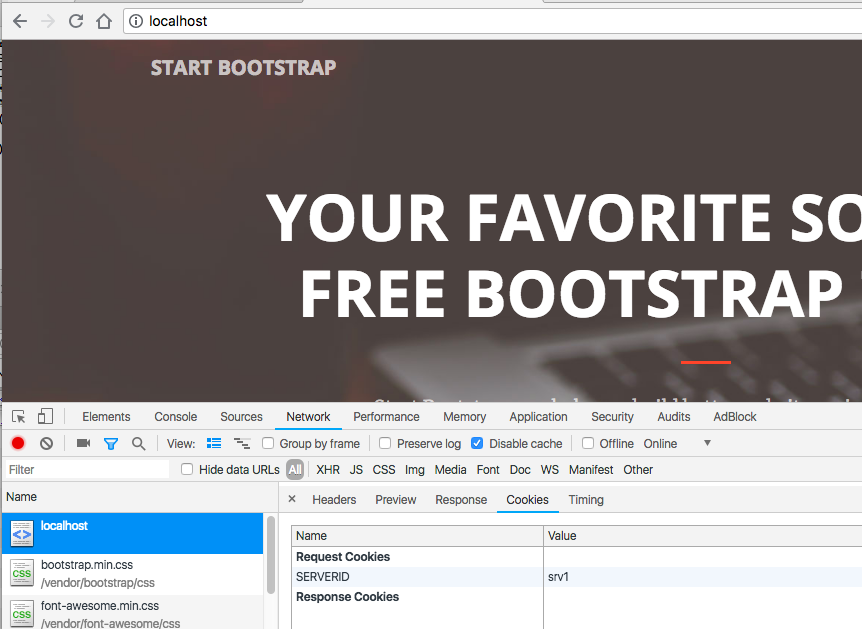 localhost
START BOOTSTRAP
YOUR FAVORITE SO
FREE BOOTSTRAP
Elements Console Sources Network Performance Memory Application Security Audits AdBlock
View: Group by frame Preserve log Disable cache Offline Online
Filter Hide data URLs All XHR JS CSS Img Media Font Doc WS Manifest Other
Name × Headers Preview Response Cookies Timing
localhost
Name Value
Request Cookies
SERVERID srv1
Response Cookies
bootstrap.min.css
/vendor/bootstrap/css
font-awesome.min.css
/vendor/font-awesome/css